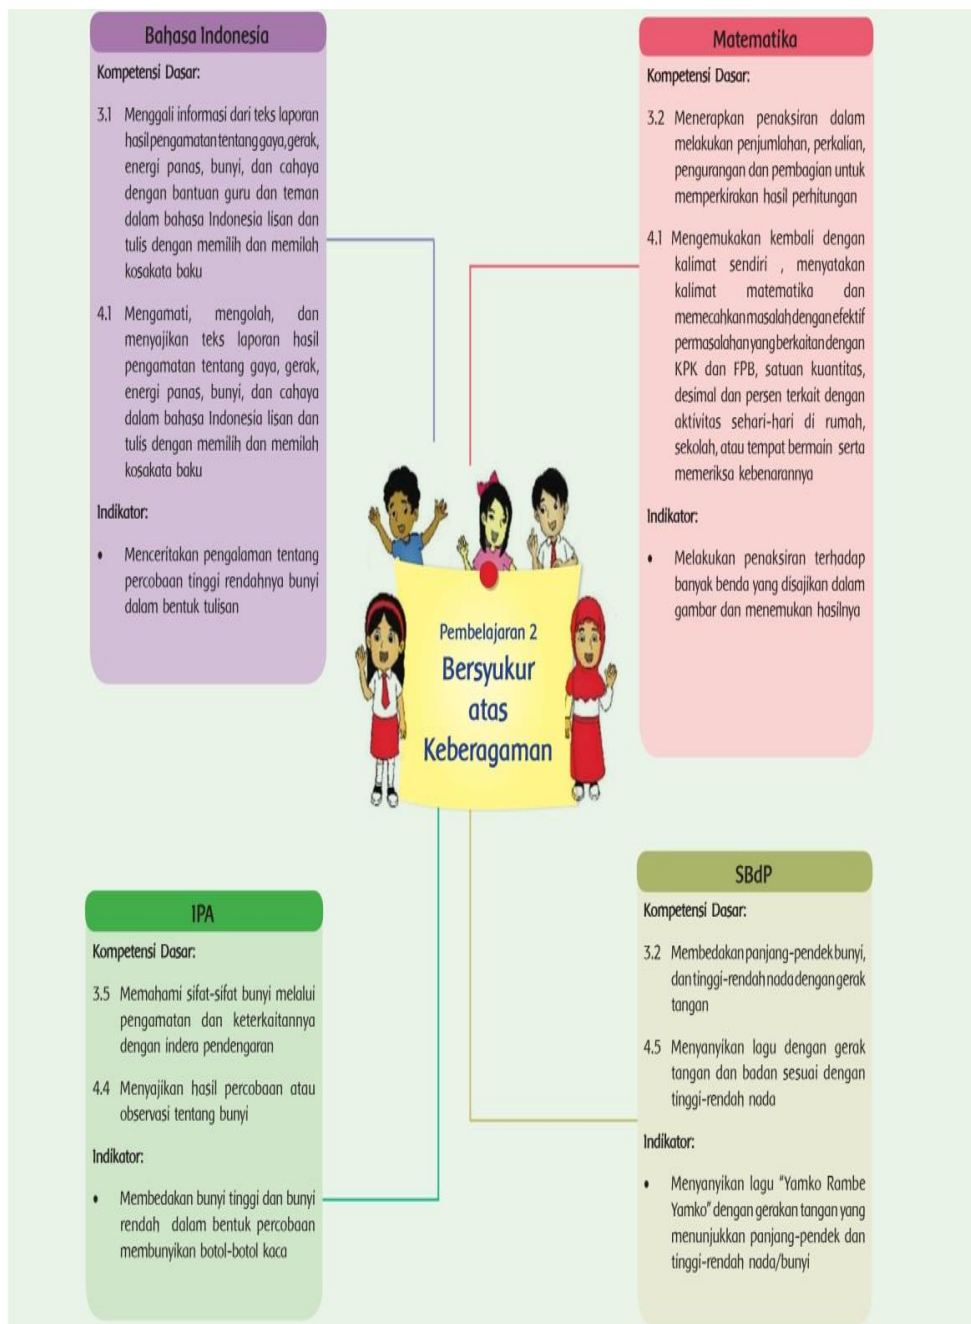 Bahasa Indonesia
Kompetensi Dasar:
3.1 Menggali informasi dari teks laporan
hasil pengamatan tentang gaya, gerak,
energi panas, bunyi, dan cahaya
dengan bantuan guru dan teman
dalam bahasa Indonesia lisan dan
tulis dengan memilih dan memilah
kosakata baku
4.1 Mengamati, mengolah, dan
menyajikan teks laporan hasil
pengamatan tentang gaya, gerak,
energi panas, bunyi, dan cahaya
dalam bahasa Indonesia lisan dan
tulis dengan memilih dan memilah
kosakata baku
Indikator:
• Menceritakan pengalaman tentang
percobaan tinggi rendahnya bunyi
dalam bentuk tulisan
Matematika
Kompetensi Dasar:
3.2 Menerapkan penaksiran dalam
melakukan penjumlahan, perkalian,
pengurangan dan pembagian untuk
memperkirakan hasil perhitungan
4.1 Mengemukakan kembali dengan
kalimat sendiri , menyatakan
kalimat matematika dan
memecahkan masalah dengan efektif
permasalahan yang berkaitan dengan
KPK dan FPB, satuan kuantitas,
desimal dan persen terkait dengan
aktivitas sehari-hari di rumah,
sekolah, atau tempat bermain serta
memeriksa kebenarannya
Indikator:
• Melakukan penaksiran terhadap
banyak benda yang disajikan dalam
gambar dan menemukan hasilnya
Pembelajaran 2
Bersyukur
atas
Keberagaman
IPA
Kompetensi Dasar:
3.5 Memahami sifat-sifat bunyi melalui
pengamatan dan keterkaitannya
dengan indera pendengaran
4.4 Menyajikan hasil percobaan atau
observasi tentang bunyi
Indikator:
• Membedakan bunyi tinggi dan bunyi
rendah dalam bentuk percobaan
membunyikan botol-botol kaca
SBdP
Kompetensi Dasar:
3.2 Membedakan panjang-pendek bunyi,
dan tinggi-rendah nada dengan gerak
tangan
4.5 Menyanyikan lagu dengan gerak
tangan dan badan sesuai dengan
tinggi-rendah nada
Indikator:
• Menyanyikan lagu "Yamko Rambe
Yamko" dengan gerakan tangan yang
menunjukkan panjang-pendek dan
tinggi-rendah nada/bunyi